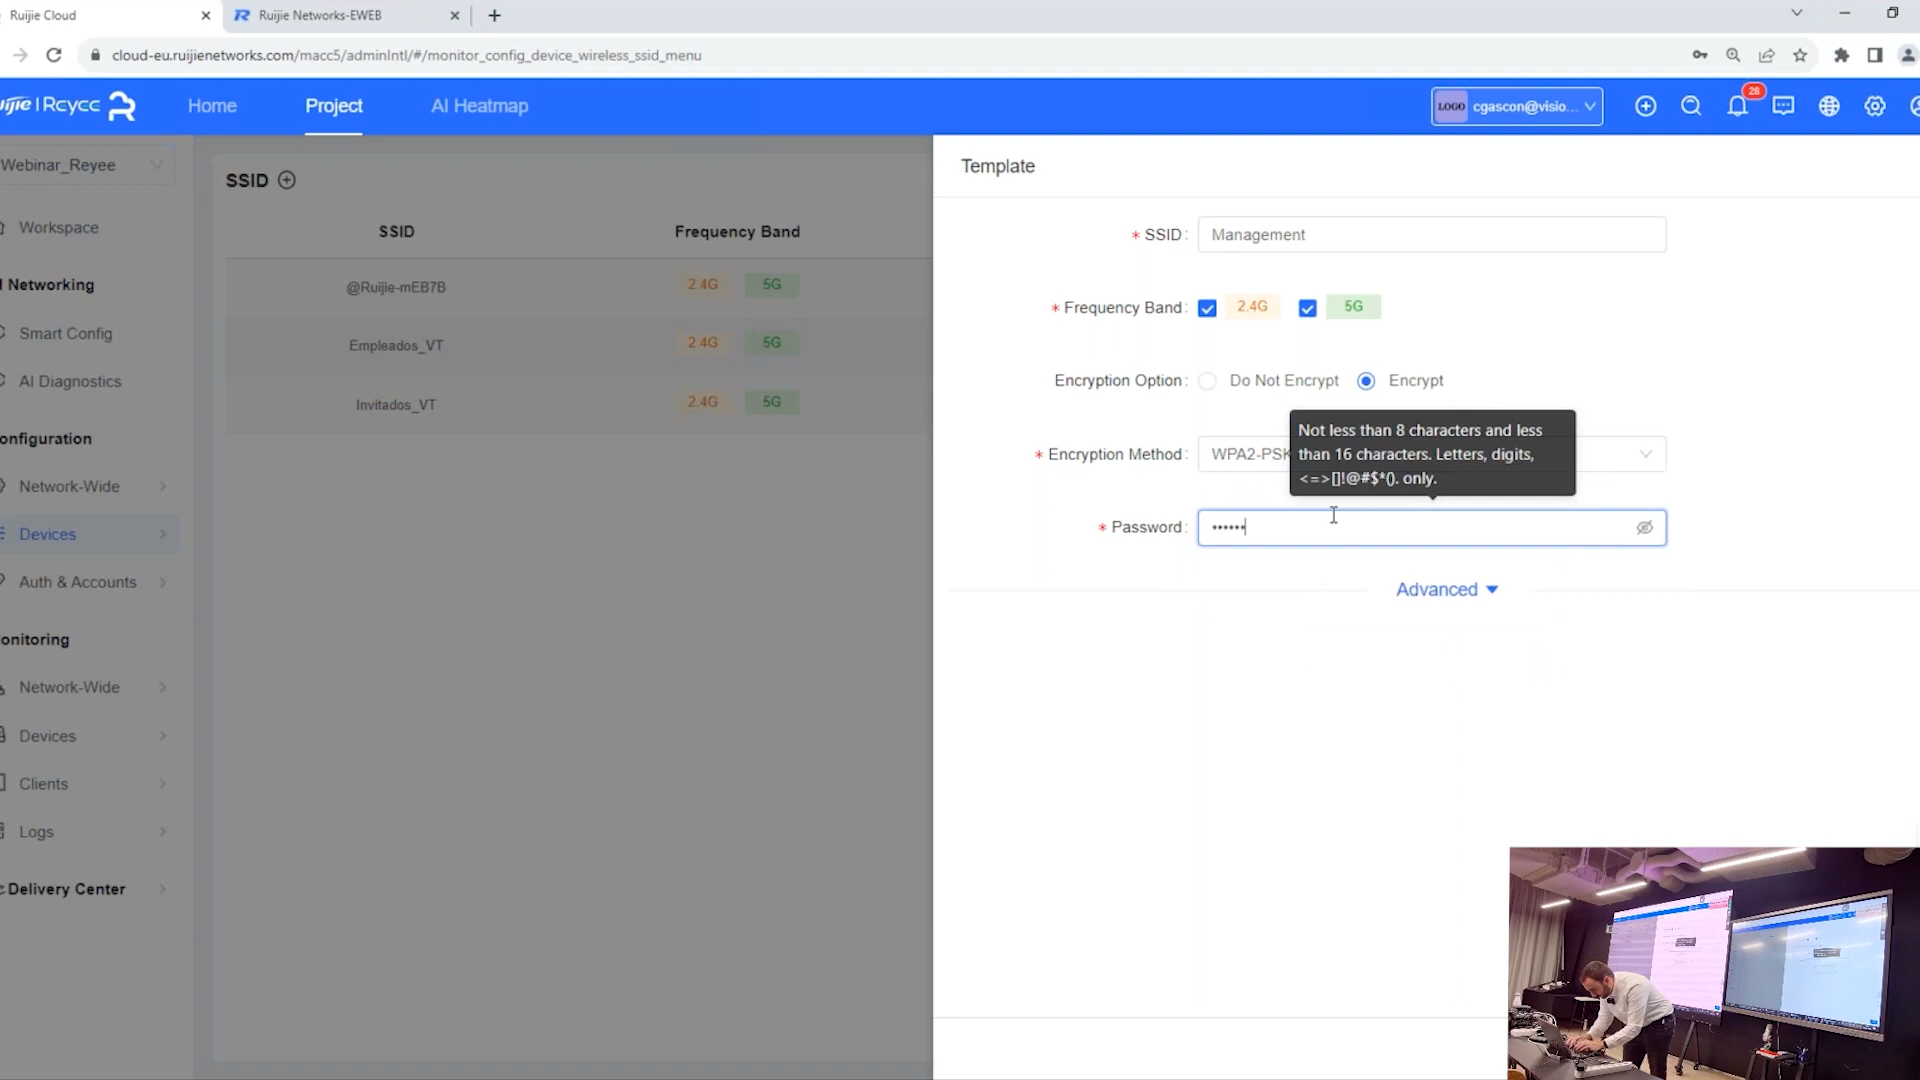 Ruijie Cloud
Ruijie Networks-EWEB
cloud-eu.ruijienetworks.com/macc5/adminIntl/#/monitor_config_device_wireless_ssid_menu
Home
Project
AI Heatmap
LOGO cgascon@visio...
28
Webinar_Reyee
Workspace
Networking
Smart Config
AI Diagnostics
onfiguration
Network-Wide
Devices
Auth & Accounts
onitoring
Network-Wide
Devices
Clients
Logs
Delivery Center
SSID
SSID Frequency Band
@Ruijie-mEB7B 2.4G 5G
Empleados_VT 2.4G 5G
Invitados_VT 2.4G 5G
Template
* SSID: Management
* Frequency Band: 2.4G 5G
Encryption Option: Do Not Encrypt Encrypt
Not less than 8 characters and less
than 16 characters. Letters, digits,
<=>[]!@#$*(). only.
* Encryption Method: WPA2-PSK
* Password: ••••••
Advanced